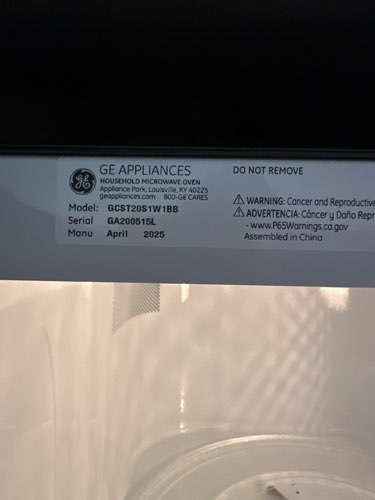 GE APPLIANCES
HOUSEHOLD MICROWAVE OVEN
Appliance Park, Louisville, KY 40225
geappliances.com 800-GE CARES
Model: GCST20S1W1BB
Serial GA200515L
Manu April 2025
DO NOT REMOVE
⚠ WARNING: Cancer and Reproductive
⚠ ADVERTENCIA: Cáncer y Daño Repr
- www.P65Warnings.ca.gov
Assembled in China